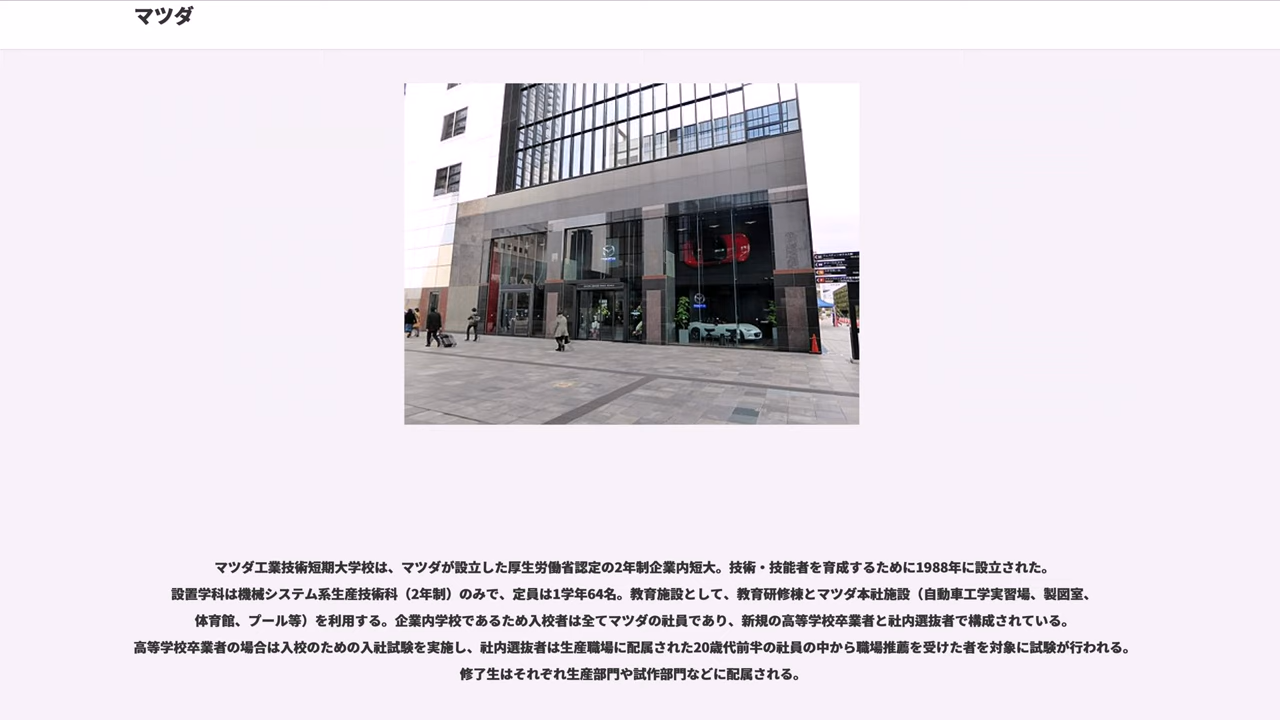 マツダ
マツダ工業技術短期大学校は、マツダが設立した厚生労働省認定の2年制企業内短大。技術・技能者を育成するために1988年に設立された。
設置学科は機械システム系生産技術科（2年制）のみで、定員は1学年64名。教育施設として、教育研修棟とマツダ本社施設（自動車工学実習場、製図室、
体育館、プール等）を利用する。企業内学校であるため入校者は全てマツダの社員であり、新規の高等学校卒業者と社内選抜者で構成されている。
高等学校卒業者の場合は入校のための入社試験を実施し、社内選抜者は生産職場に配属された20歳代前半の社員の中から職場推薦を受けた者を対象に試験が行われる。
修了生はそれぞれ生産部門や試作部門などに配属される。